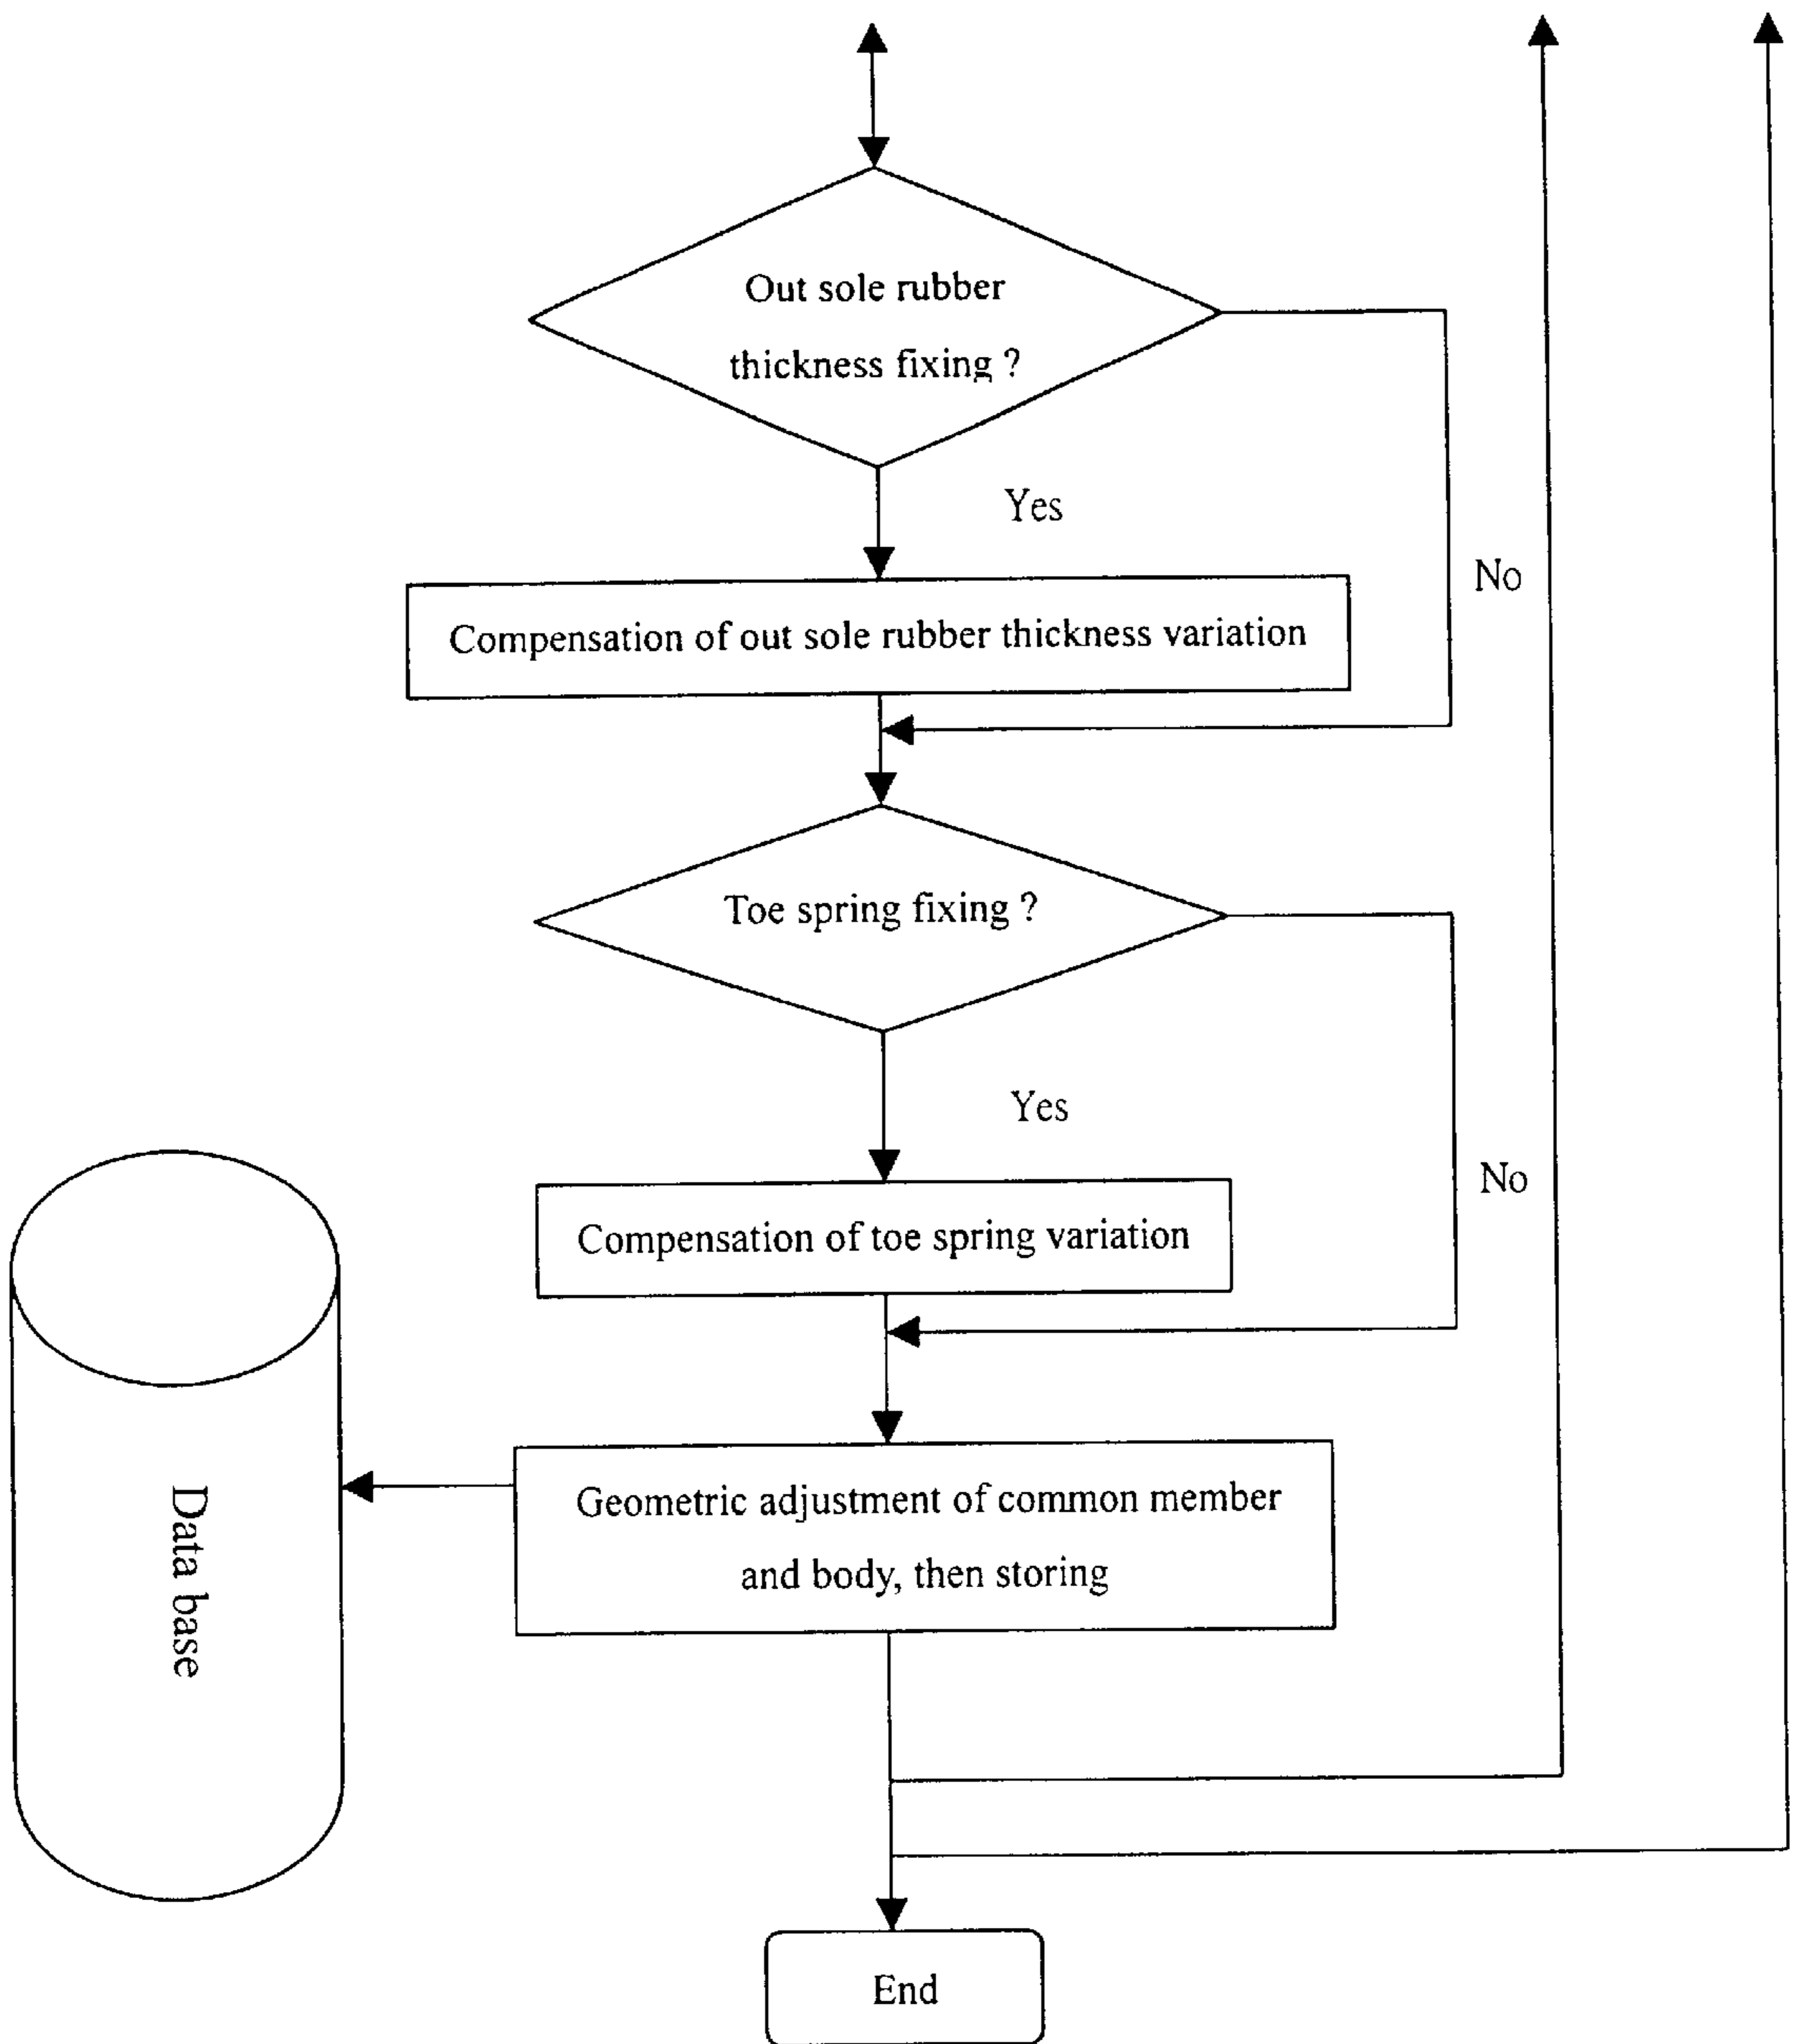 Out sole rubber
thickness fixing ?
Yes
No
Compensation of out sole rubber thickness variation
Toe spring fixing ?
Yes
No
Compensation of toe spring variation
Geometric adjustment of common member
and body, then storing
Data base
End